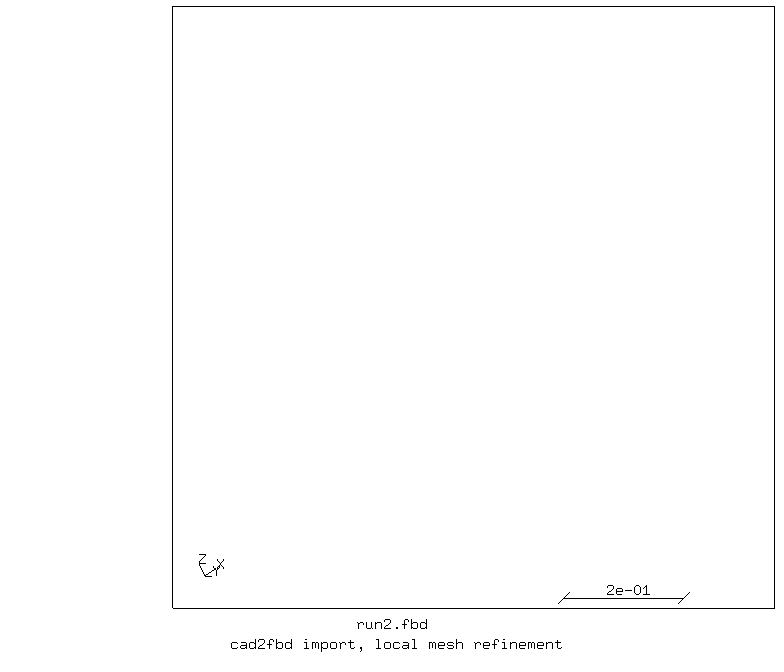 Z
X
Y
2e-01
run2.fbd
cad2fbd import, local mesh refinement